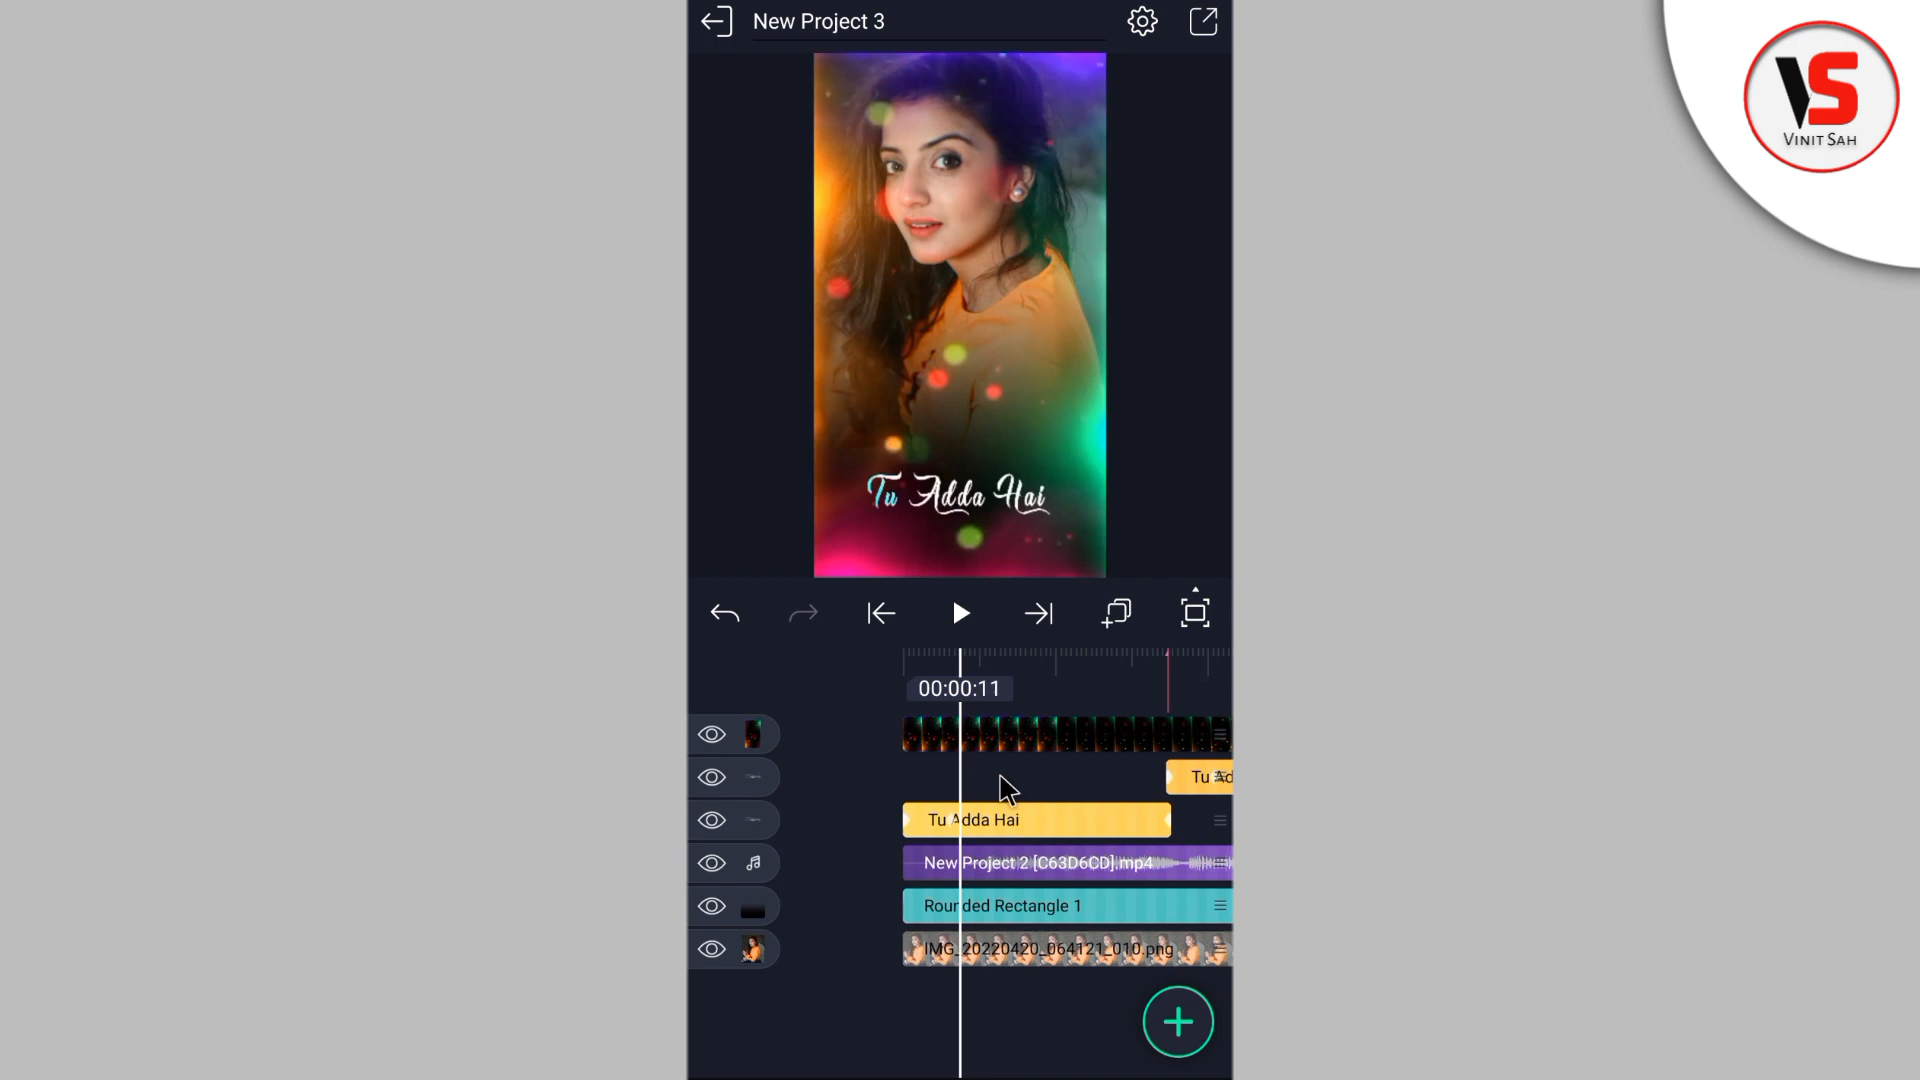 New Project 3
VS
VINIT SAH
Tu Adda Hai
00:00:11
Tu Ad
Tu Adda Hai
New Project 2 [C63D6CD].mp4
Rounded Rectangle 1
IMG_20220420_064121_010.png